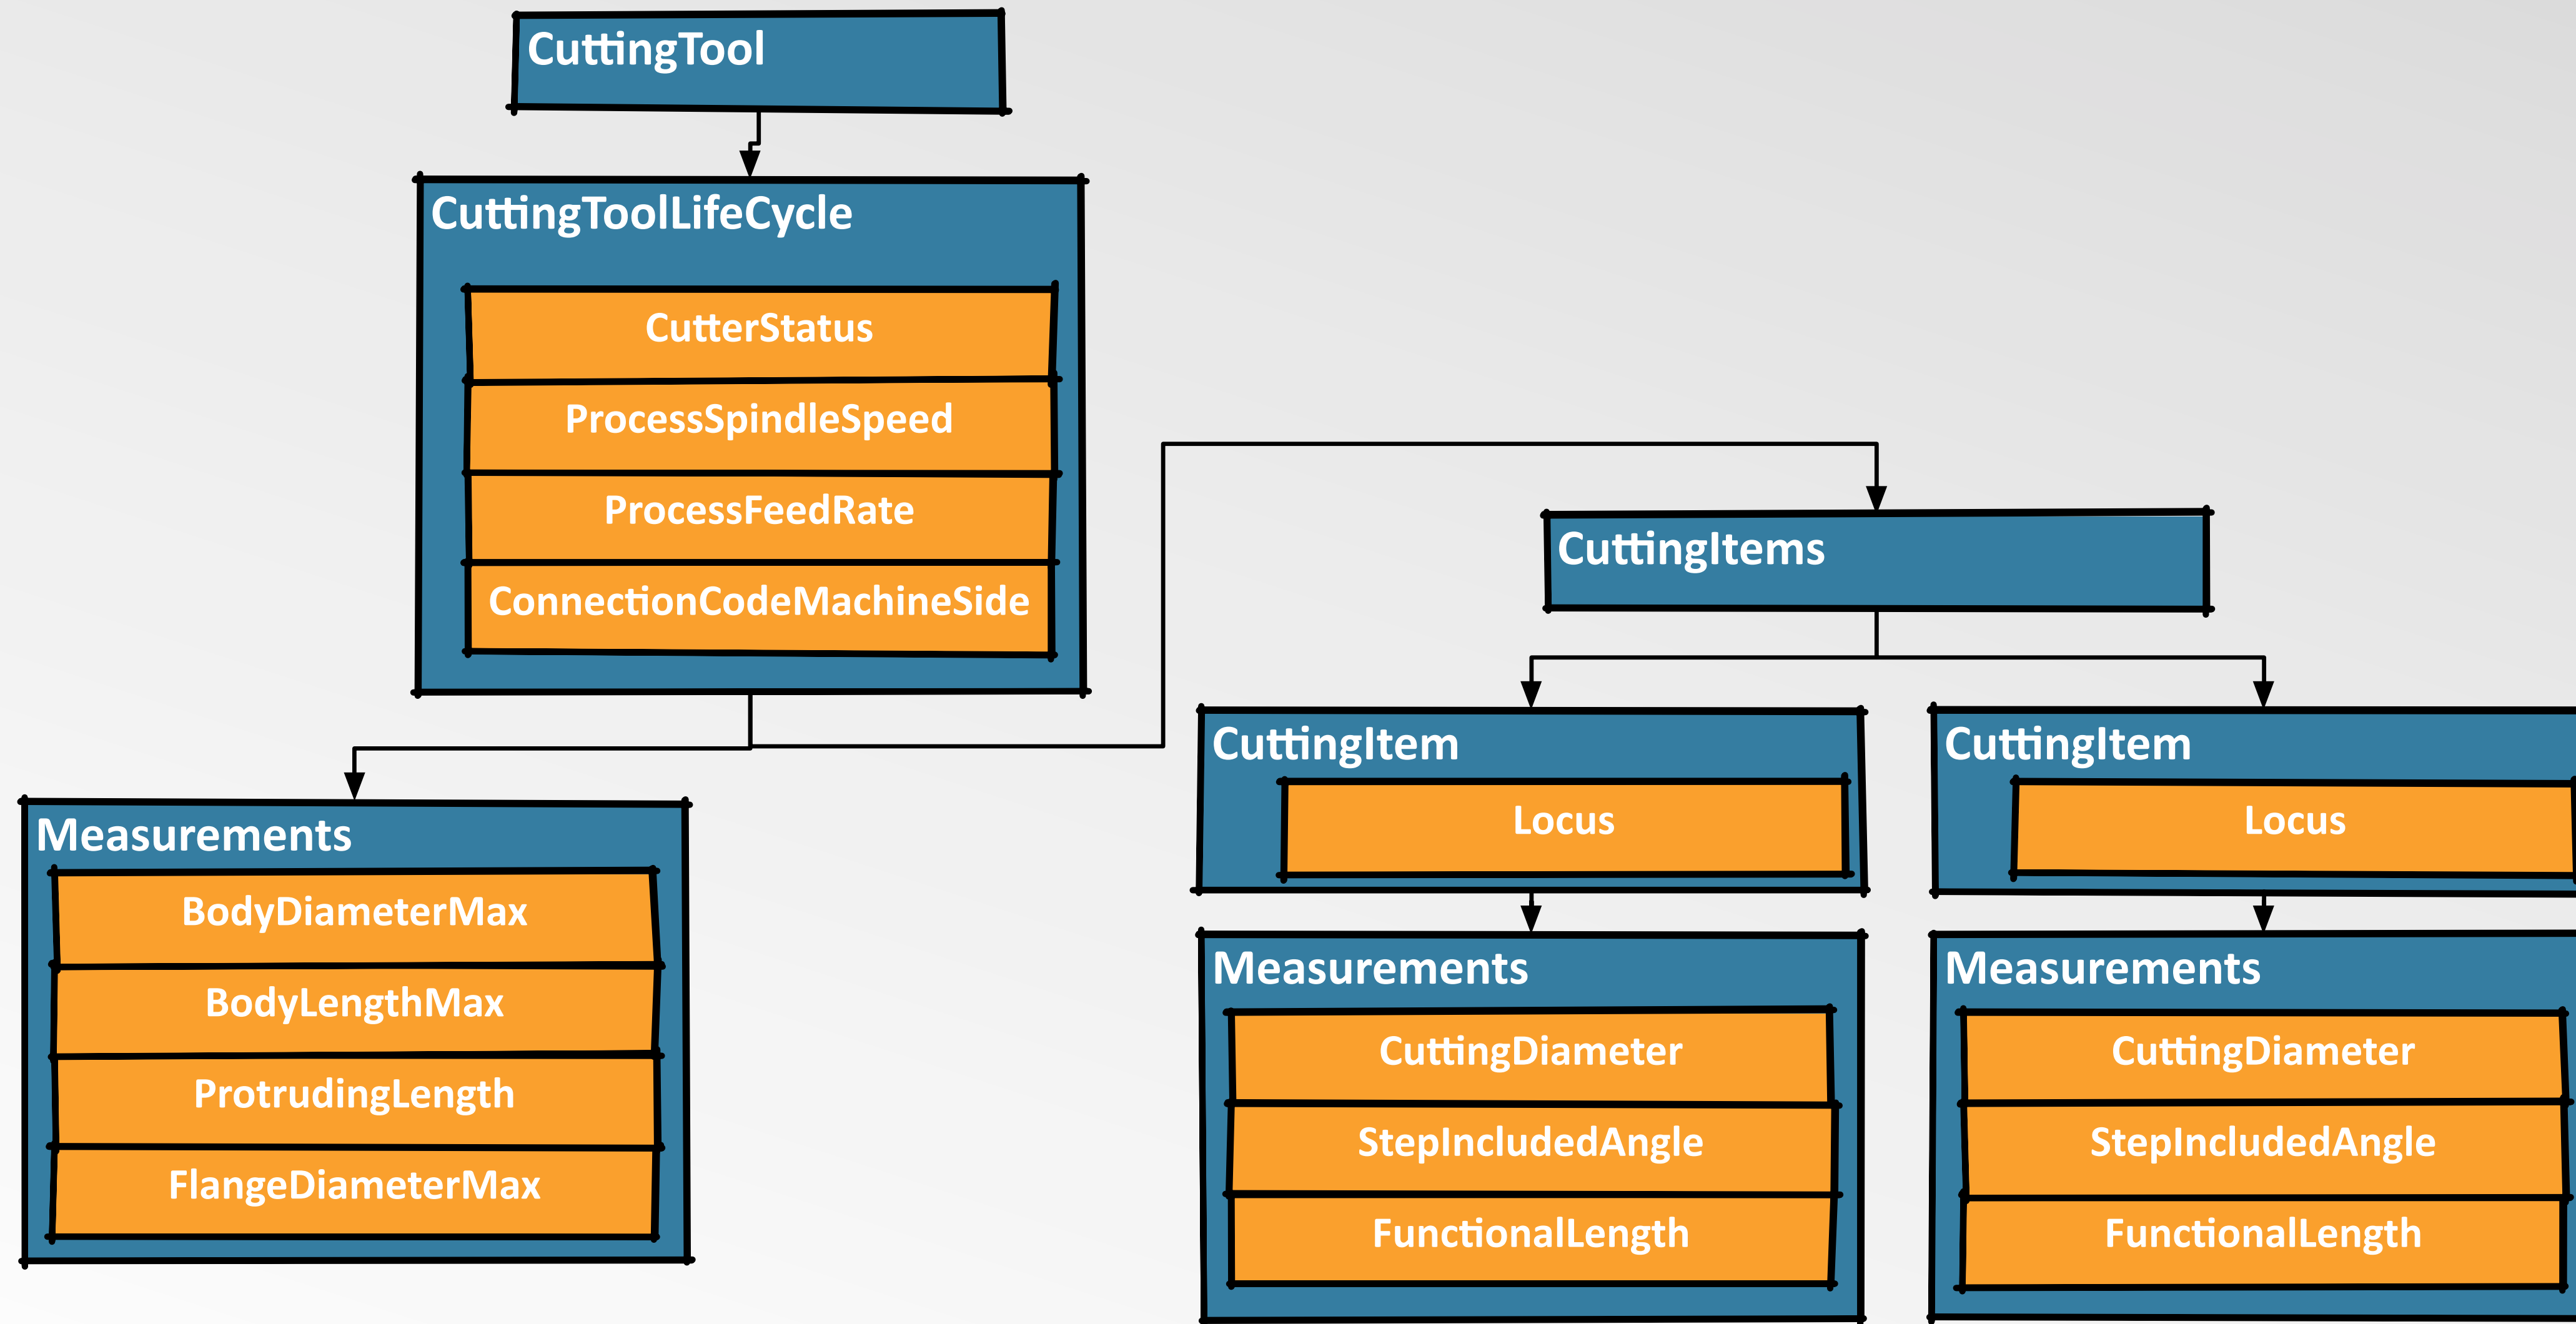 CuttingTool
CuttingToolLifeCycle
CutterStatus
ProcessSpindleSpeed
ProcessFeedRate
ConnectionCodeMachineSide
Measurements
BodyDiameterMax
BodyLengthMax
ProtrudingLength
FlangeDiameterMax
CuttingItems
CuttingItem
Locus
Measurements
CuttingDiameter
StepIncludedAngle
FunctionalLength
CuttingItem
Locus
Measurements
CuttingDiameter
StepIncludedAngle
FunctionalLength